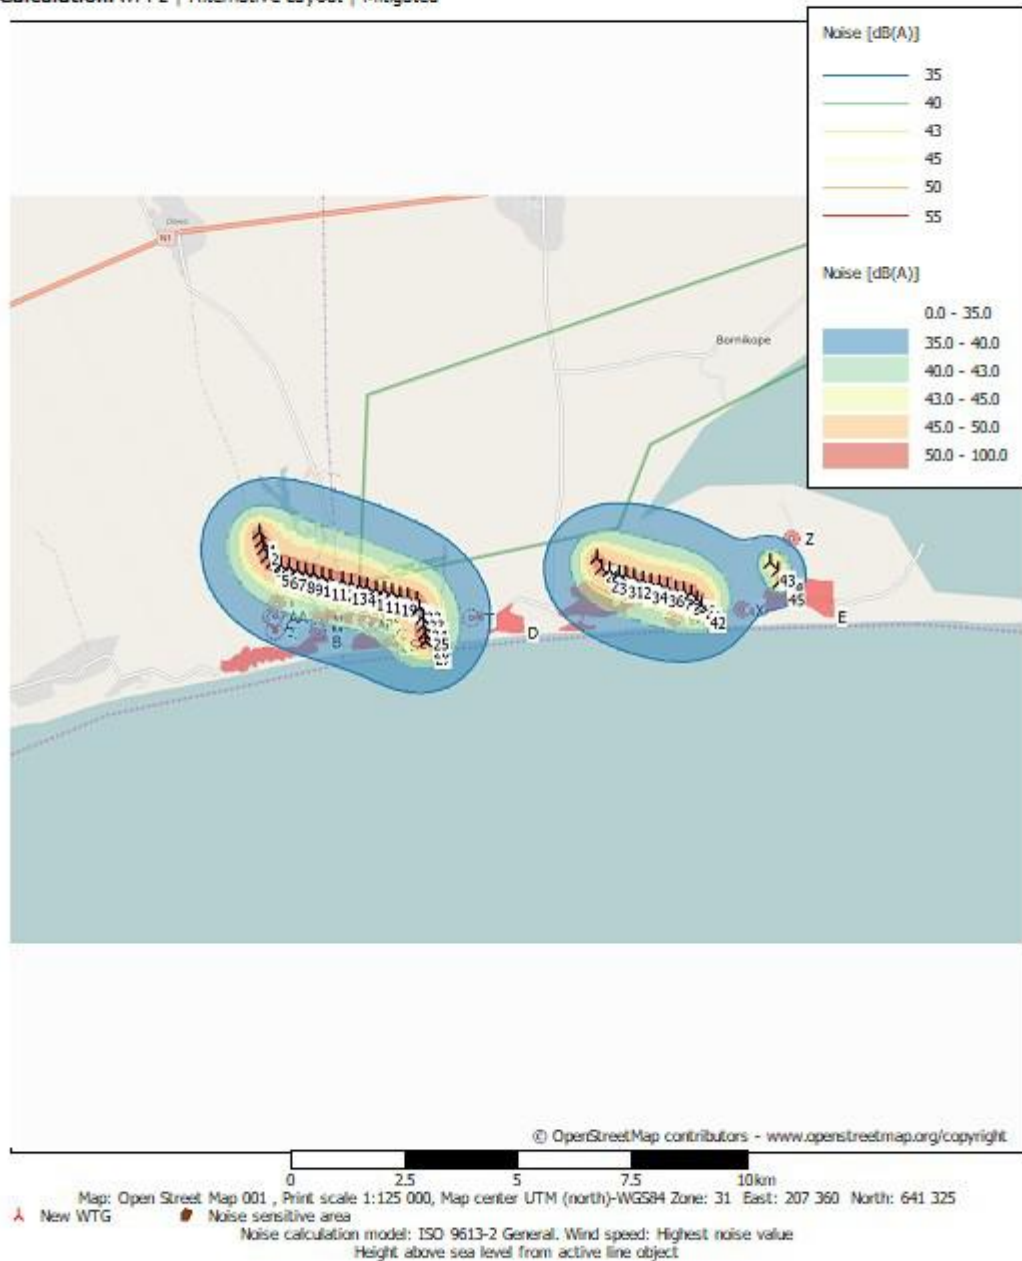 Noise [dB(A)]
35
40
43
45
50
55
Noise [dB(A)]
0.0 - 35.0
35.0 - 40.0
40.0 - 43.0
43.0 - 45.0
45.0 - 50.0
50.0 - 100.0
N1
Bornikope
Z
43
45
X
E
42
D
T
B
25
© OpenStreetMap contributors - www.openstreetmap.org/copyright
0 2.5 5 7.5 10km
Map: Open Street Map 001 , Print scale 1:125 000, Map center UTM (north)-WGS84 Zone: 31 East: 207 360 North: 641 325
New WTG Noise sensitive area
Noise calculation model: ISO 9613-2 General. Wind speed: Highest noise value
Height above sea level from active line object